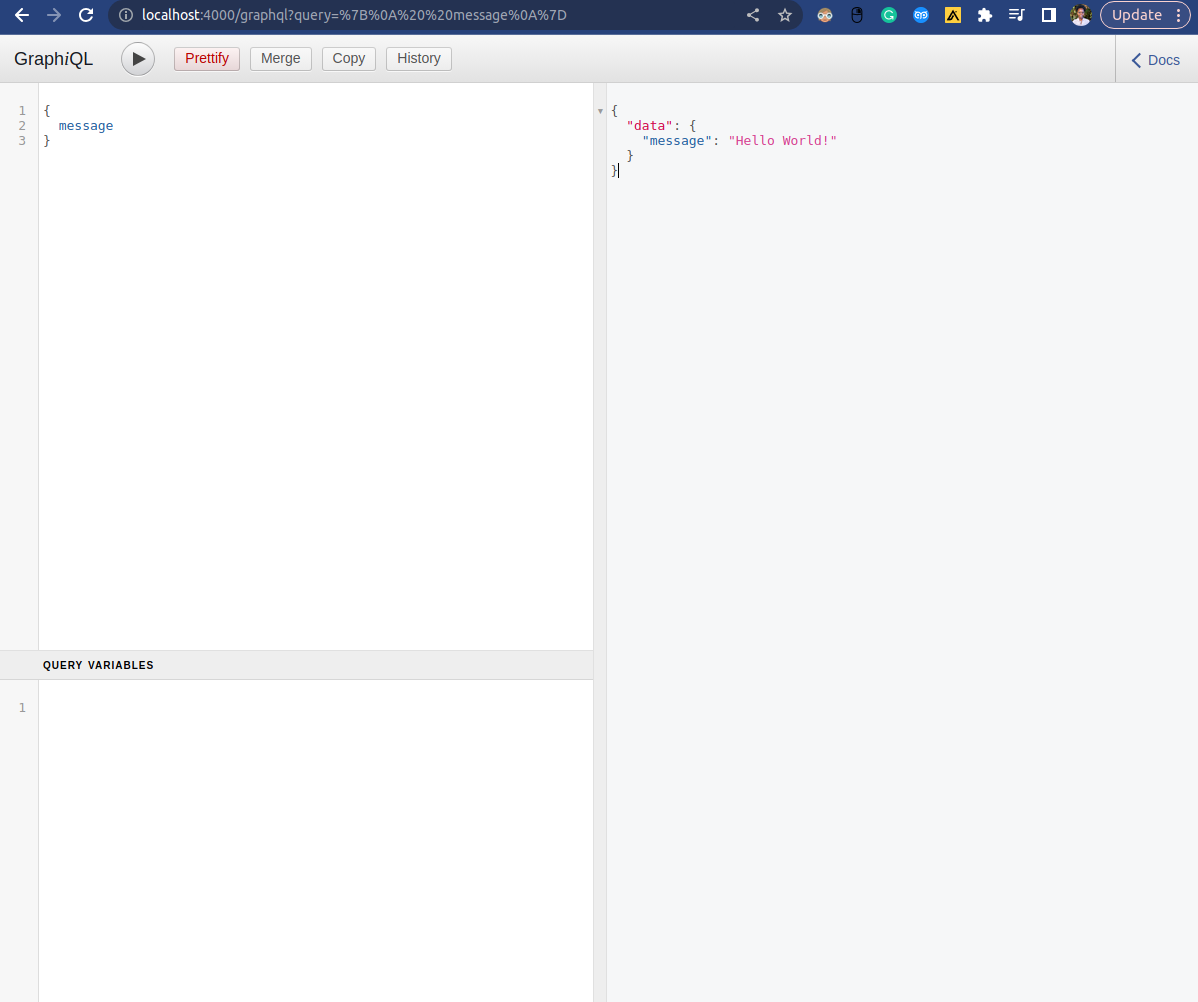 localhost:4000/graphql?query=%7B%0A%20%20message%0A%7D
Update
GraphiQL
Prettify
Merge
Copy
History
Docs
1 {
2   message
3 }
{
  "data": {
    "message": "Hello World!"
  }
}
QUERY VARIABLES
1